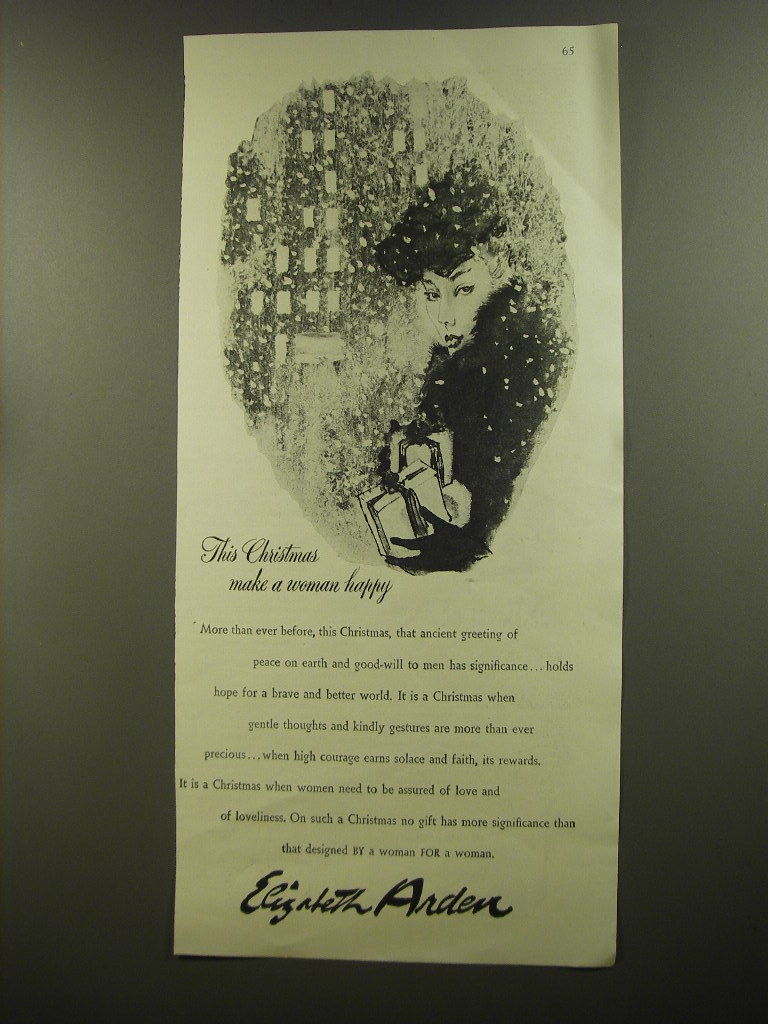 65
This Christmas
make a woman happy
More than ever before, this Christmas, that ancient greeting of
peace on earth and good-will to men has significance... holds
hope for a brave and better world. It is a Christmas when
gentle thoughts and kindly gestures are more than ever
precious... when high courage earns solace and faith, its rewards.
It is a Christmas when women need to be assured of love and
of loveliness. On such a Christmas no gift has more significance than
that designed BY a woman FOR a woman.
Elizabeth Arden